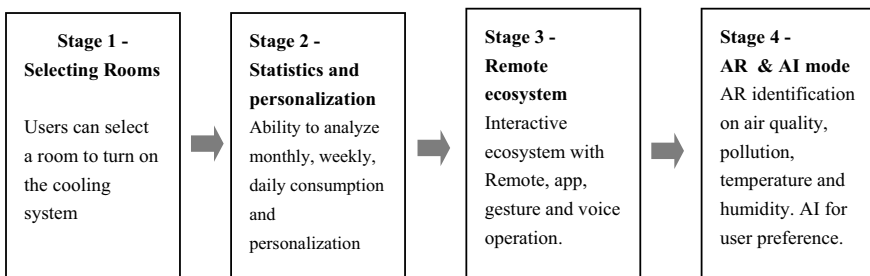 Stage 1 -
Selecting Rooms
Users can select
a room to turn on
the cooling
system
Stage 2 -
Statistics and
personalization
Ability to analyze
monthly, weekly,
daily consumption
and
personalization
Stage 3 -
Remote
ecosystem
Interactive
ecosystem with
Remote, app,
gesture and voice
operation.
Stage 4 -
AR & AI mode
AR identification
on air quality,
pollution,
temperature and
humidity. AI for
user preference.